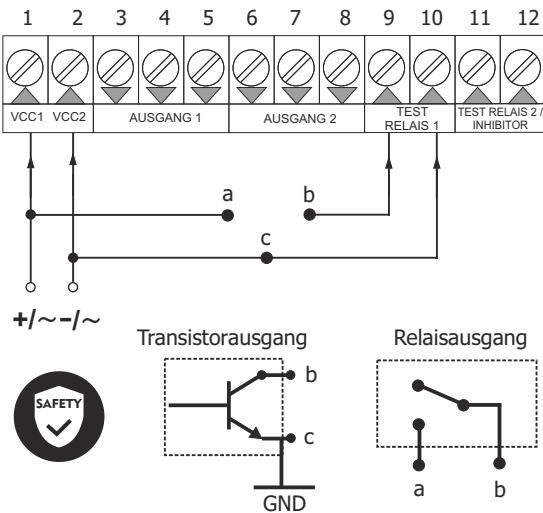 1 2 3 4 5 6 7 8 9 10 11 12
VCC1 VCC2 AUSGANG 1 AUSGANG 2 TEST RELAIS 1 TEST RELAIS 2 / INHIBITOR
a b
c
+/~ -/~
Transistorausgang Relaisausgang
SAFETY
b
c
a b
GND